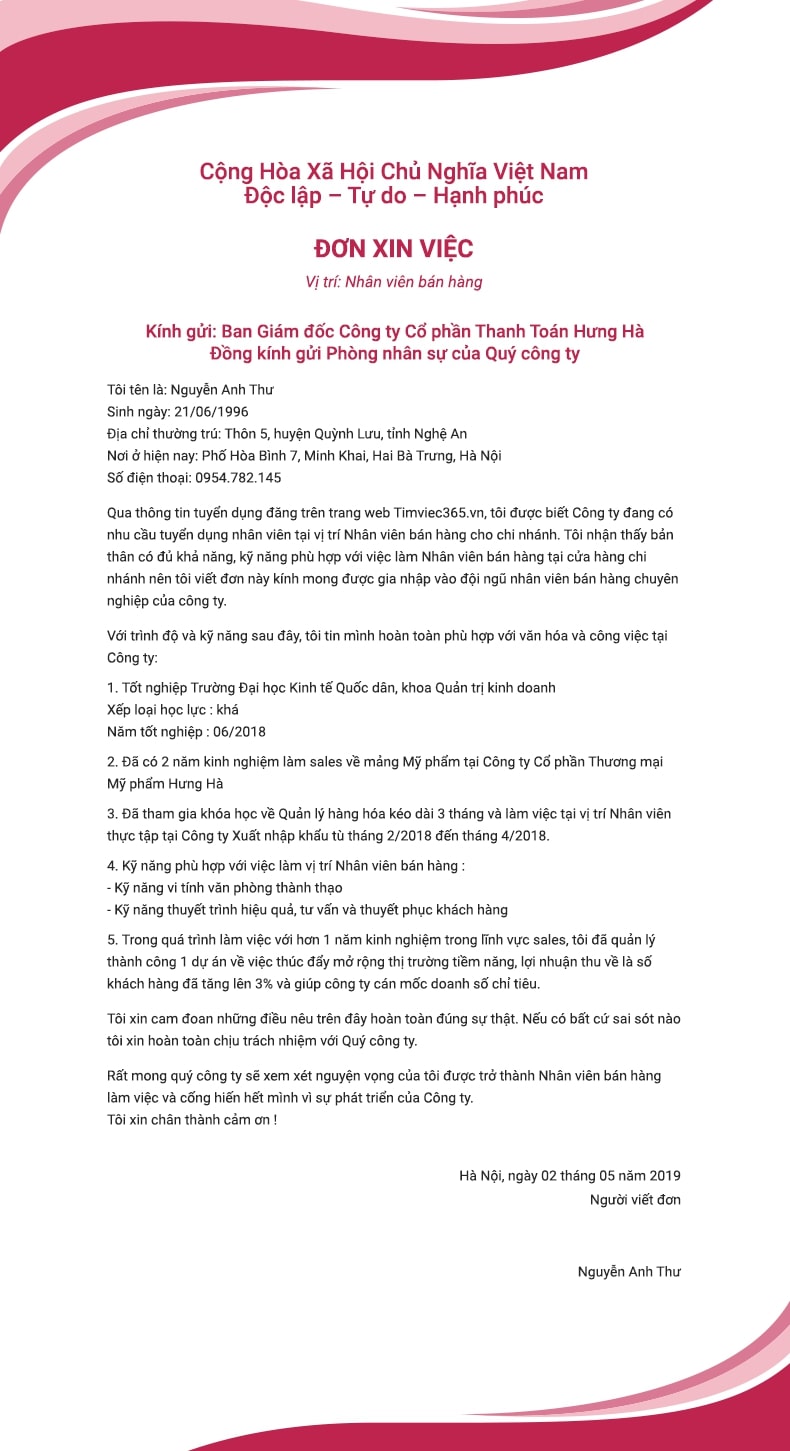 Cộng Hòa Xã Hội Chủ Nghĩa Việt Nam
Độc lập – Tự do – Hạnh phúc
ĐƠN XIN VIỆC
Vị trí: Nhân viên bán hàng
Kính gửi: Ban Giám đốc Công ty Cổ phần Thanh Toán Hưng Hà
Đồng kính gửi Phòng nhân sự của Quý công ty
Tôi tên là: Nguyễn Anh Thư
Sinh ngày: 21/06/1996
Địa chỉ thường trú: Thôn 5, huyện Quỳnh Lưu, tỉnh Nghệ An
Nơi ở hiện nay: Phố Hòa Bình 7, Minh Khai, Hai Bà Trưng, Hà Nội
Số điện thoại: 0954.782.145
Qua thông tin tuyển dụng đăng trên trang web Timviec365.vn, tôi được biết Công ty đang có
nhu cầu tuyển dụng nhân viên tại vị trí Nhân viên bán hàng cho chi nhánh. Tôi nhận thấy bản
thân có đủ khả năng, kỹ năng phù hợp với việc làm Nhân viên bán hàng tại cửa hàng chi
nhánh nên tôi viết đơn này kính mong được gia nhập vào đội ngũ nhân viên bán hàng chuyên
nghiệp của công ty.
Với trình độ và kỹ năng sau đây, tôi tin mình hoàn toàn phù hợp với văn hóa và công việc tại
Công ty:
1. Tốt nghiệp Trường Đại học Kinh tế Quốc dân, khoa Quản trị kinh doanh
Xếp loại học lực : khá
Năm tốt nghiệp : 06/2018
2. Đã có 2 năm kinh nghiệm làm sales về mảng Mỹ phẩm tại Công ty Cổ phần Thương mại
Mỹ phẩm Hưng Hà
3. Đã tham gia khóa học về Quản lý hàng hóa kéo dài 3 tháng và làm việc tại vị trí Nhân viên
thực tập tại Công ty Xuất nhập khẩu tù tháng 2/2018 đến tháng 4/2018.
4. Kỹ năng phù hợp với việc làm vị trí Nhân viên bán hàng :
- Kỹ năng vi tính văn phòng thành thạo
- Kỹ năng thuyết trình hiệu quả, tư vấn và thuyết phục khách hàng
5. Trong quá trình làm việc với hơn 1 năm kinh nghiệm trong lĩnh vực sales, tôi đã quản lý
thành công 1 dự án về việc thúc đẩy mở rộng thị trường tiềm năng, lợi nhuận thu về là số
khách hàng đã tăng lên 3% và giúp công ty cán mốc doanh số chỉ tiêu.
Tôi xin cam đoan những điều nêu trên đây hoàn toàn đúng sự thật. Nếu có bất cứ sai sót nào
tôi xin hoàn toàn chịu trách nhiệm với Quý công ty.
Rất mong quý công ty sẽ xem xét nguyện vọng của tôi được trở thành Nhân viên bán hàng
làm việc và cống hiến hết mình vì sự phát triển của Công ty.
Tôi xin chân thành cảm ơn !
Hà Nội, ngày 02 tháng 05 năm 2019
Người viết đơn
Nguyễn Anh Thư